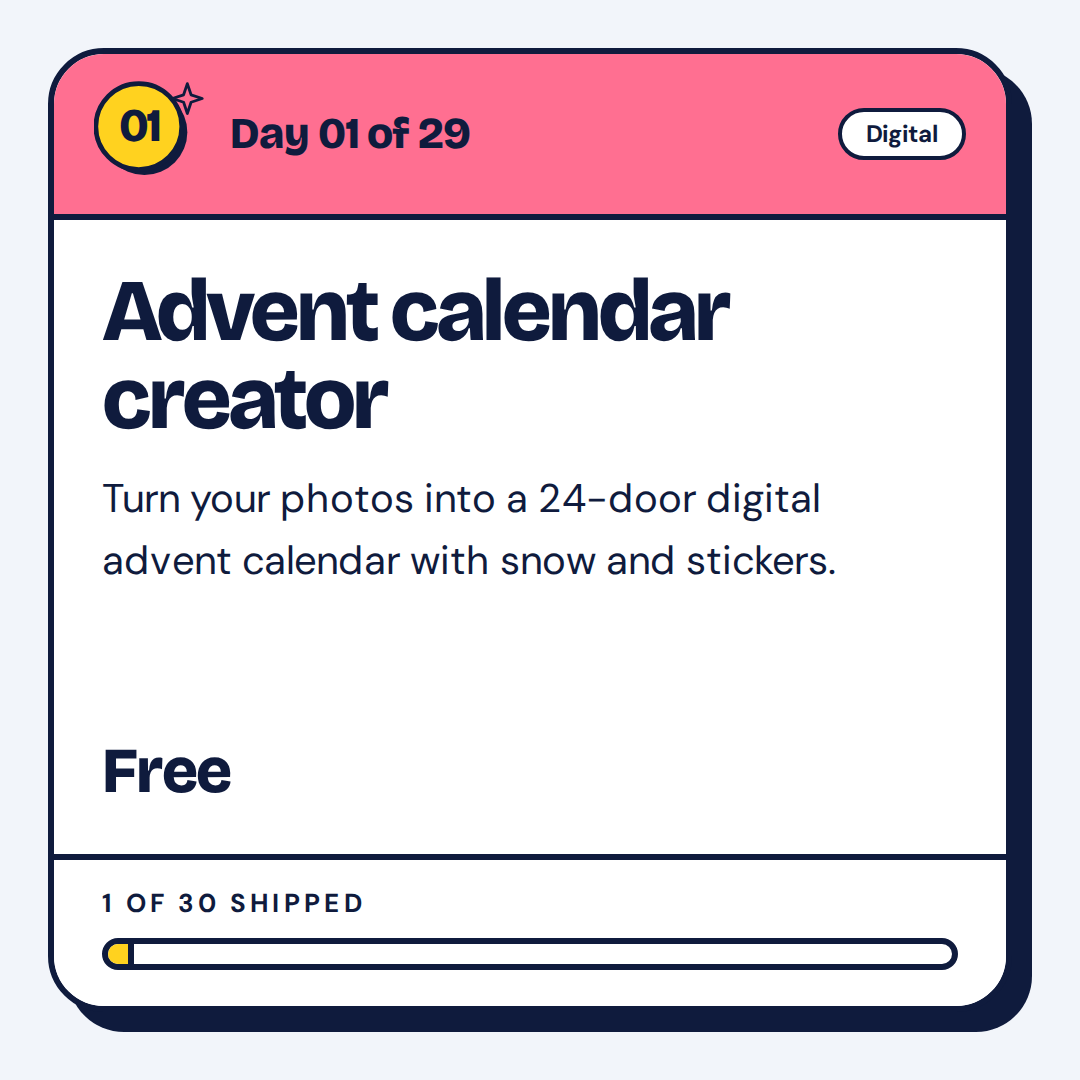 01
Day 01 of 29
Digital
Advent calendar
creator
Turn your photos into a 24-door digital
advent calendar with snow and stickers.
Free
1 OF 30 SHIPPED